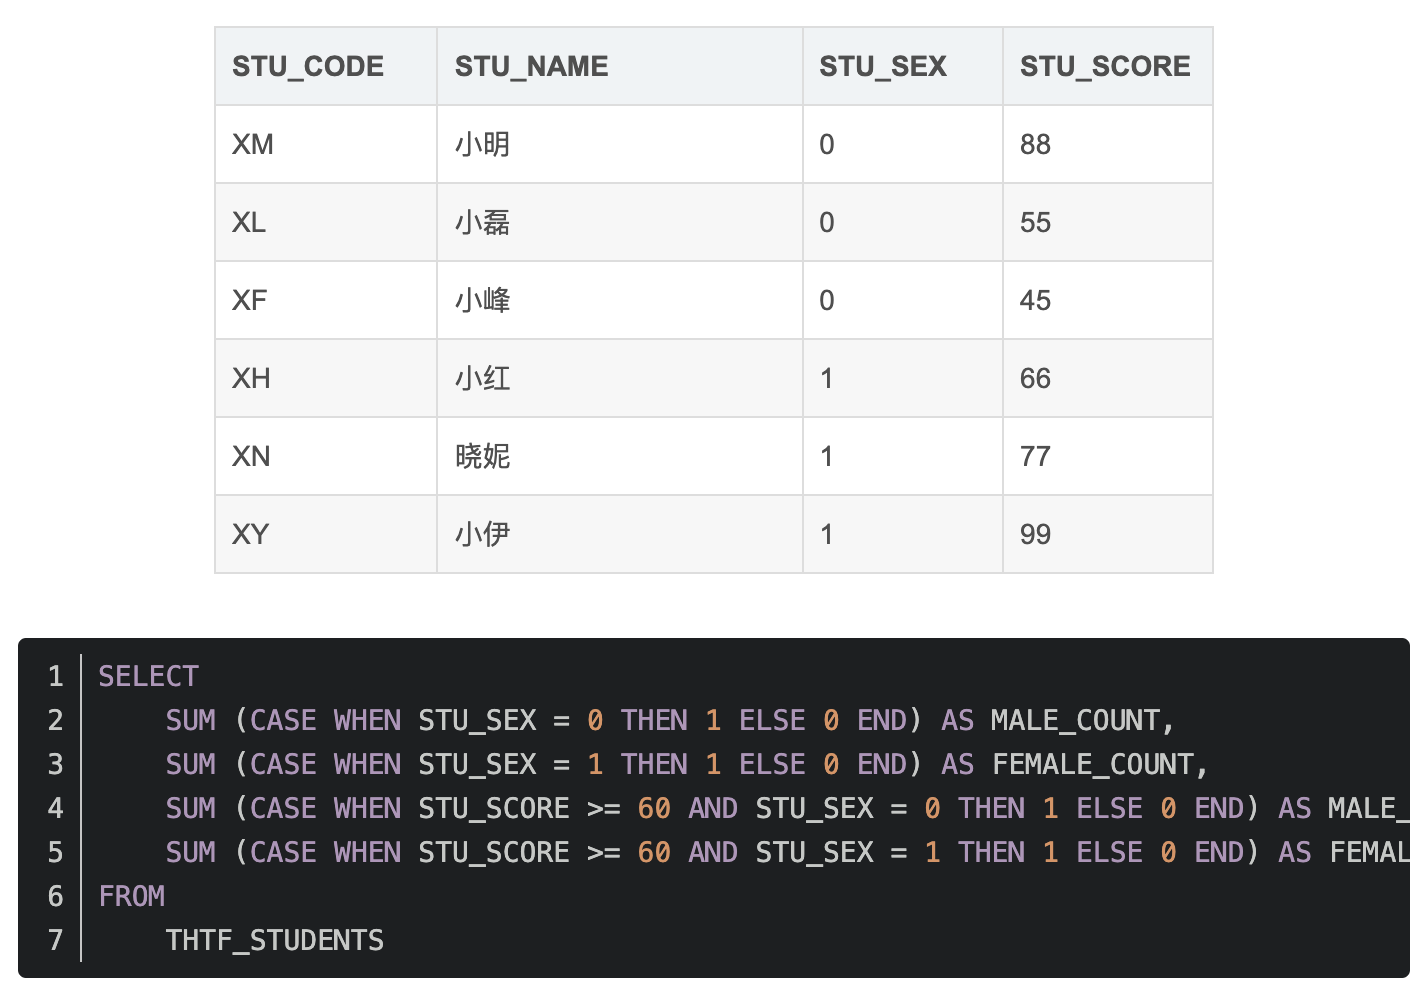 STU_CODE STU_NAME STU_SEX STU_SCORE
XM 小明 0 88
XL 小磊 0 55
XF 小峰 0 45
XH 小红 1 66
XN 晓妮 1 77
XY 小伊 1 99
1 SELECT
2 SUM (CASE WHEN STU_SEX = 0 THEN 1 ELSE 0 END) AS MALE_COUNT,
3 SUM (CASE WHEN STU_SEX = 1 THEN 1 ELSE 0 END) AS FEMALE_COUNT,
4 SUM (CASE WHEN STU_SCORE >= 60 AND STU_SEX = 0 THEN 1 ELSE 0 END) AS MALE_
5 SUM (CASE WHEN STU_SCORE >= 60 AND STU_SEX = 1 THEN 1 ELSE 0 END) AS FEMAL
6 FROM
7 THTF_STUDENTS